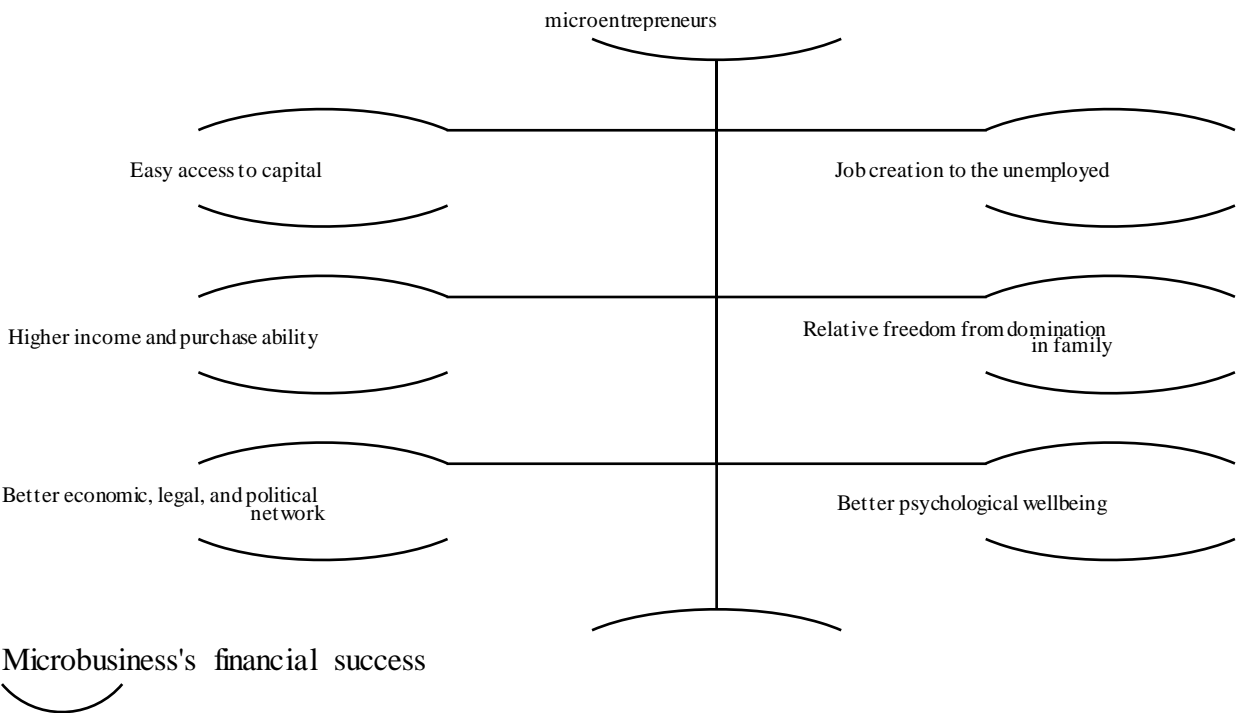 microentrepreneurs
Easy access to capital
Job creation to the unemployed
Higher income and purchase ability
Relative freedom from domination
in family
Better economic, legal, and political
network
Better psychological wellbeing
Microbusiness's financial success